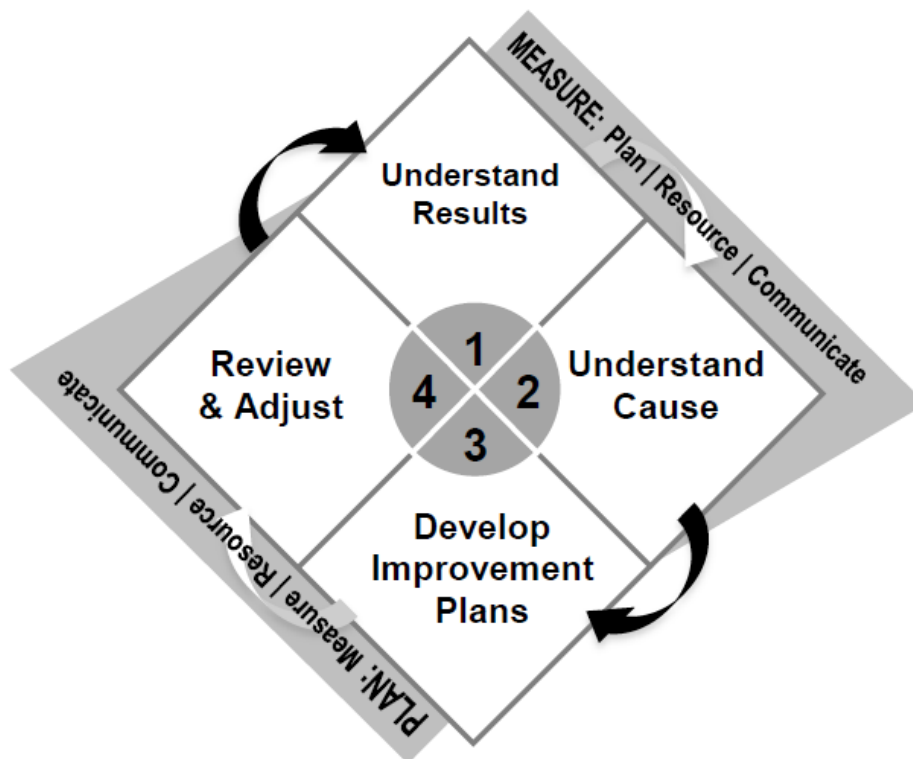 MEASURE: Plan | Resource | Communicate
Understand
Results
1
2
3
4
Understand
Cause
Develop
Improvement
Plans
Review
& Adjust
PLAN: Measure | Resource | Communicate